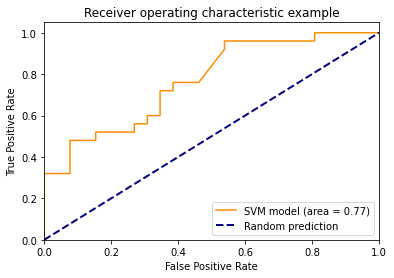 Receiver operating characteristic example
True Positive Rate
1.0
0.8
0.6
0.4
0.2
0.0
SVM model (area = 0.77)
Random prediction
0.0 0.2 0.4 0.6 0.8 1.0
False Positive Rate